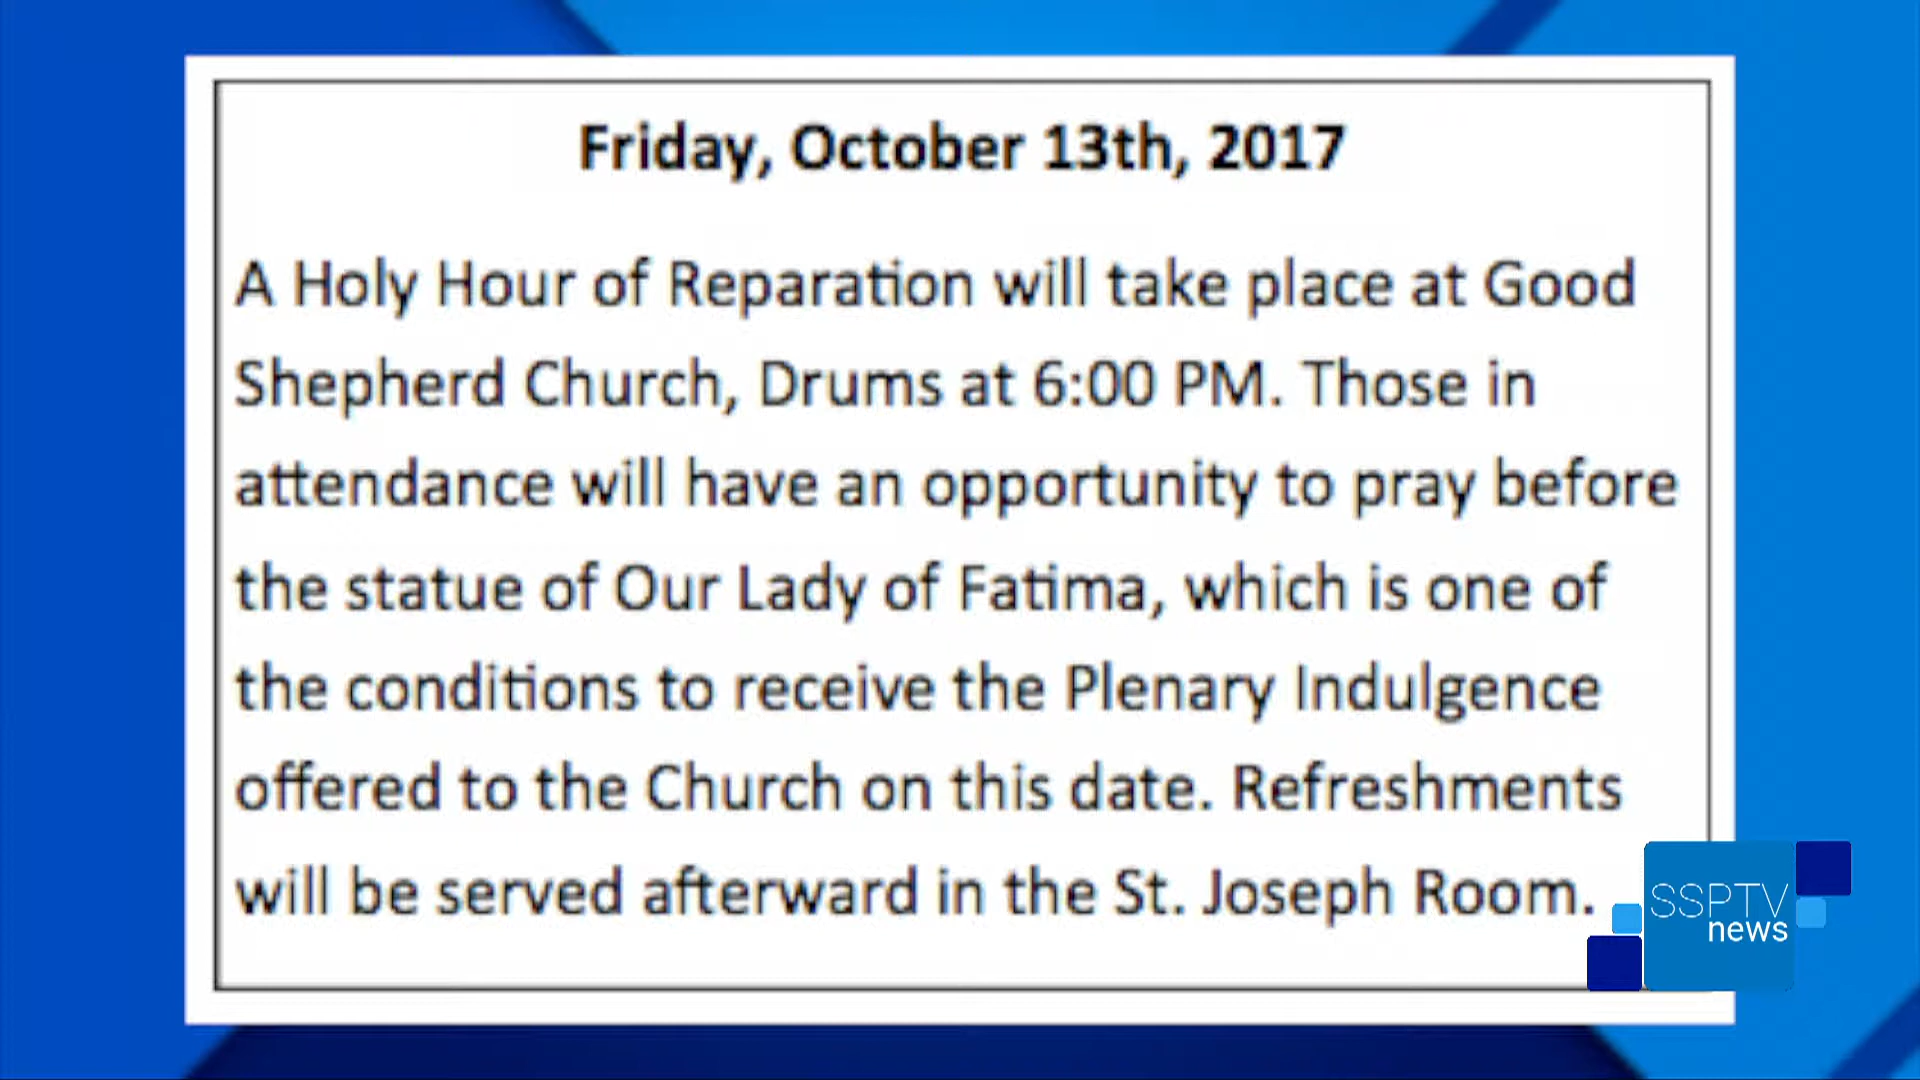 Friday, October 13th, 2017
A Holy Hour of Reparation will take place at Good
Shepherd Church, Drums at 6:00 PM. Those in
attendance will have an opportunity to pray before
the statue of Our Lady of Fatima, which is one of
the conditions to receive the Plenary Indulgence
offered to the Church on this date. Refreshments
will be served afterward in the St. Joseph Room.
SSPTV
news